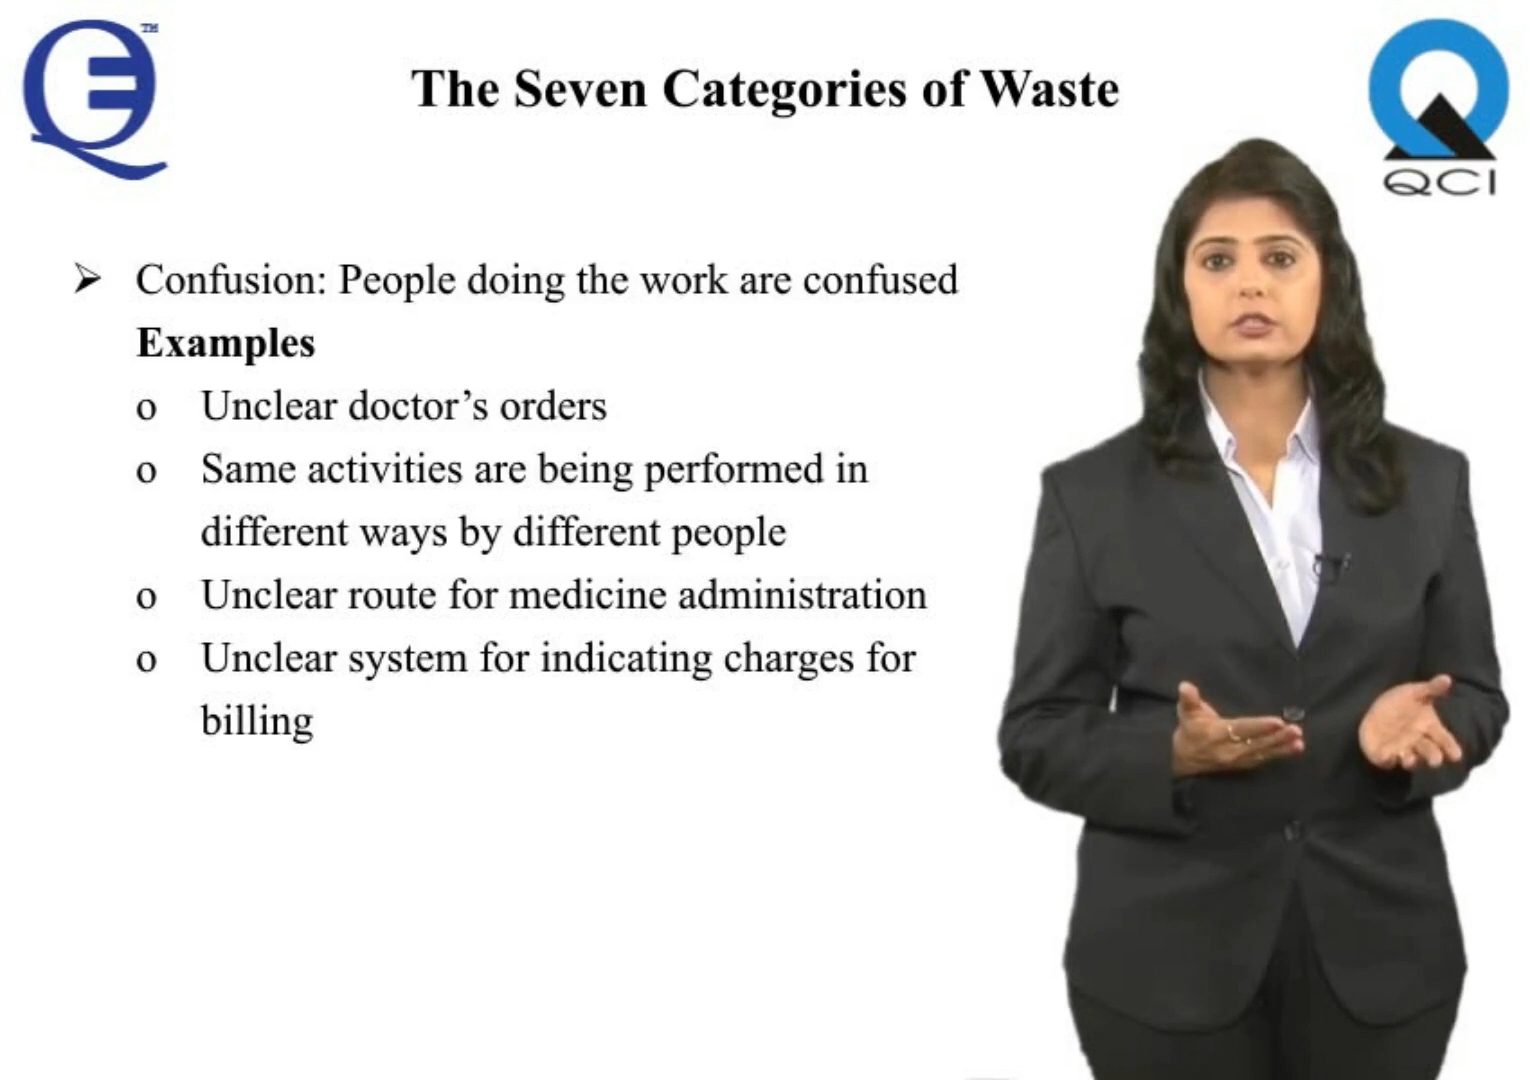 TM
The Seven Categories of Waste
QCI
➢ Confusion: People doing the work are confused
Examples
o Unclear doctor’s orders
o Same activities are being performed in
different ways by different people
o Unclear route for medicine administration
o Unclear system for indicating charges for
billing